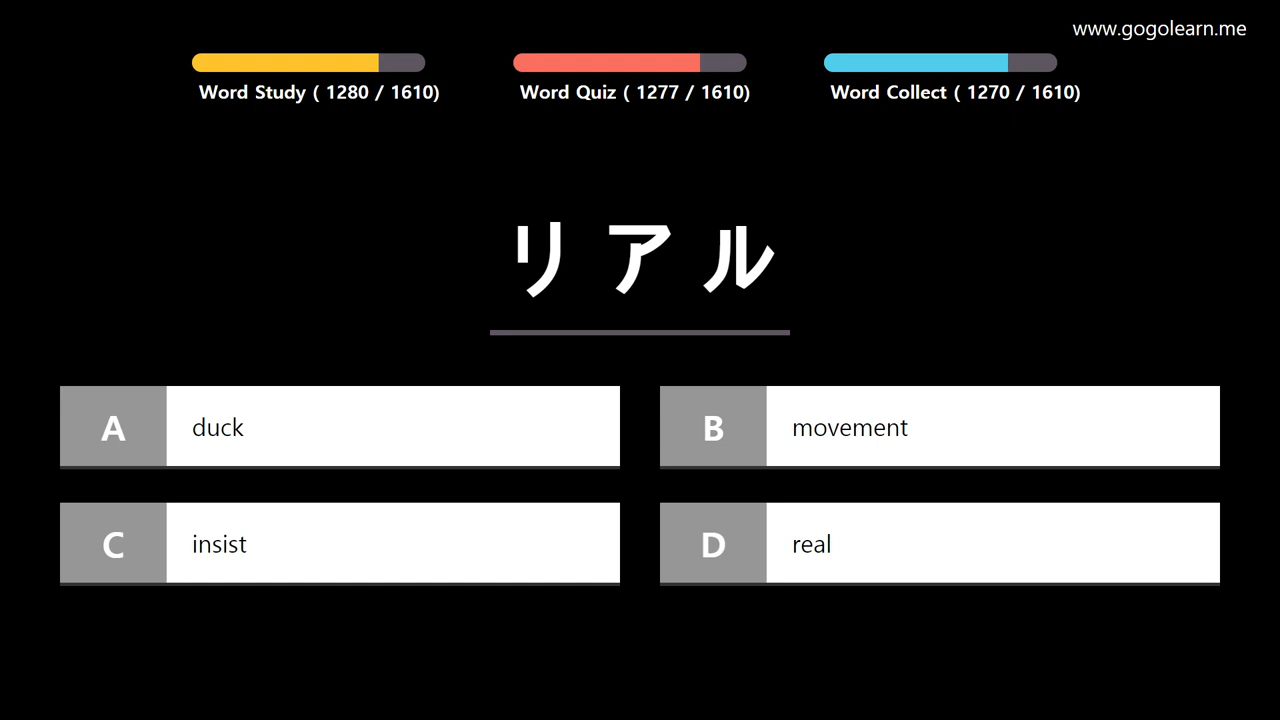 www.gogolearn.me
Word Study ( 1280 / 1610)
Word Quiz ( 1277 / 1610)
Word Collect ( 1270 / 1610)
リアル
A duck
B movement
C insist
D real